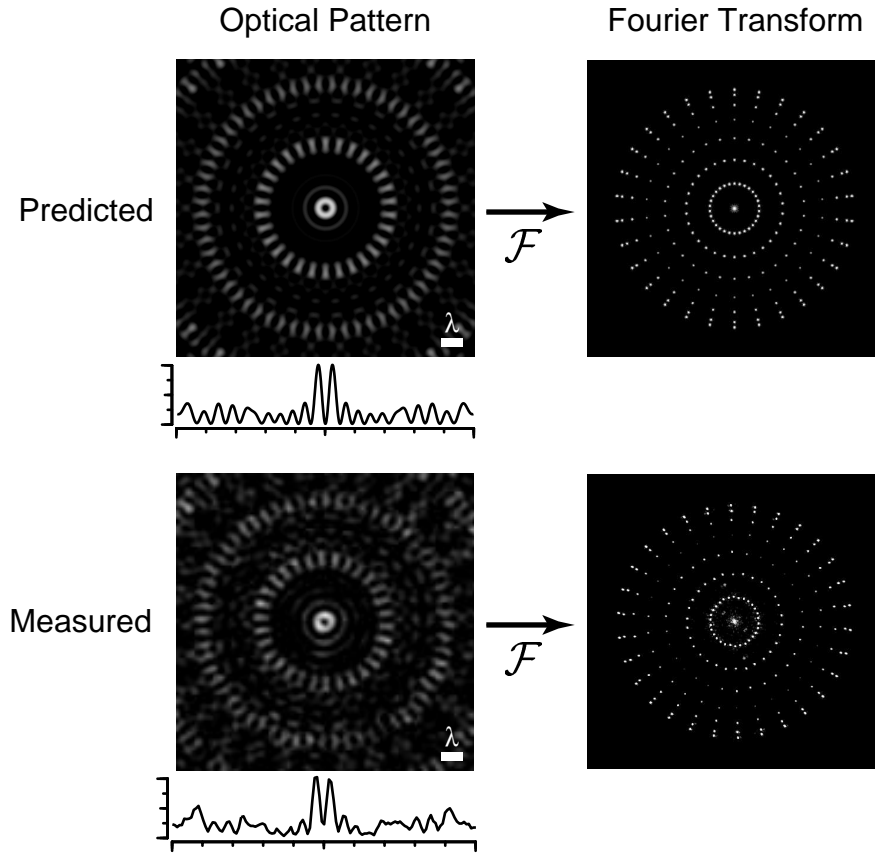 Optical Pattern
Fourier Transform
Predicted
λ
ℱ
Measured
λ
ℱ